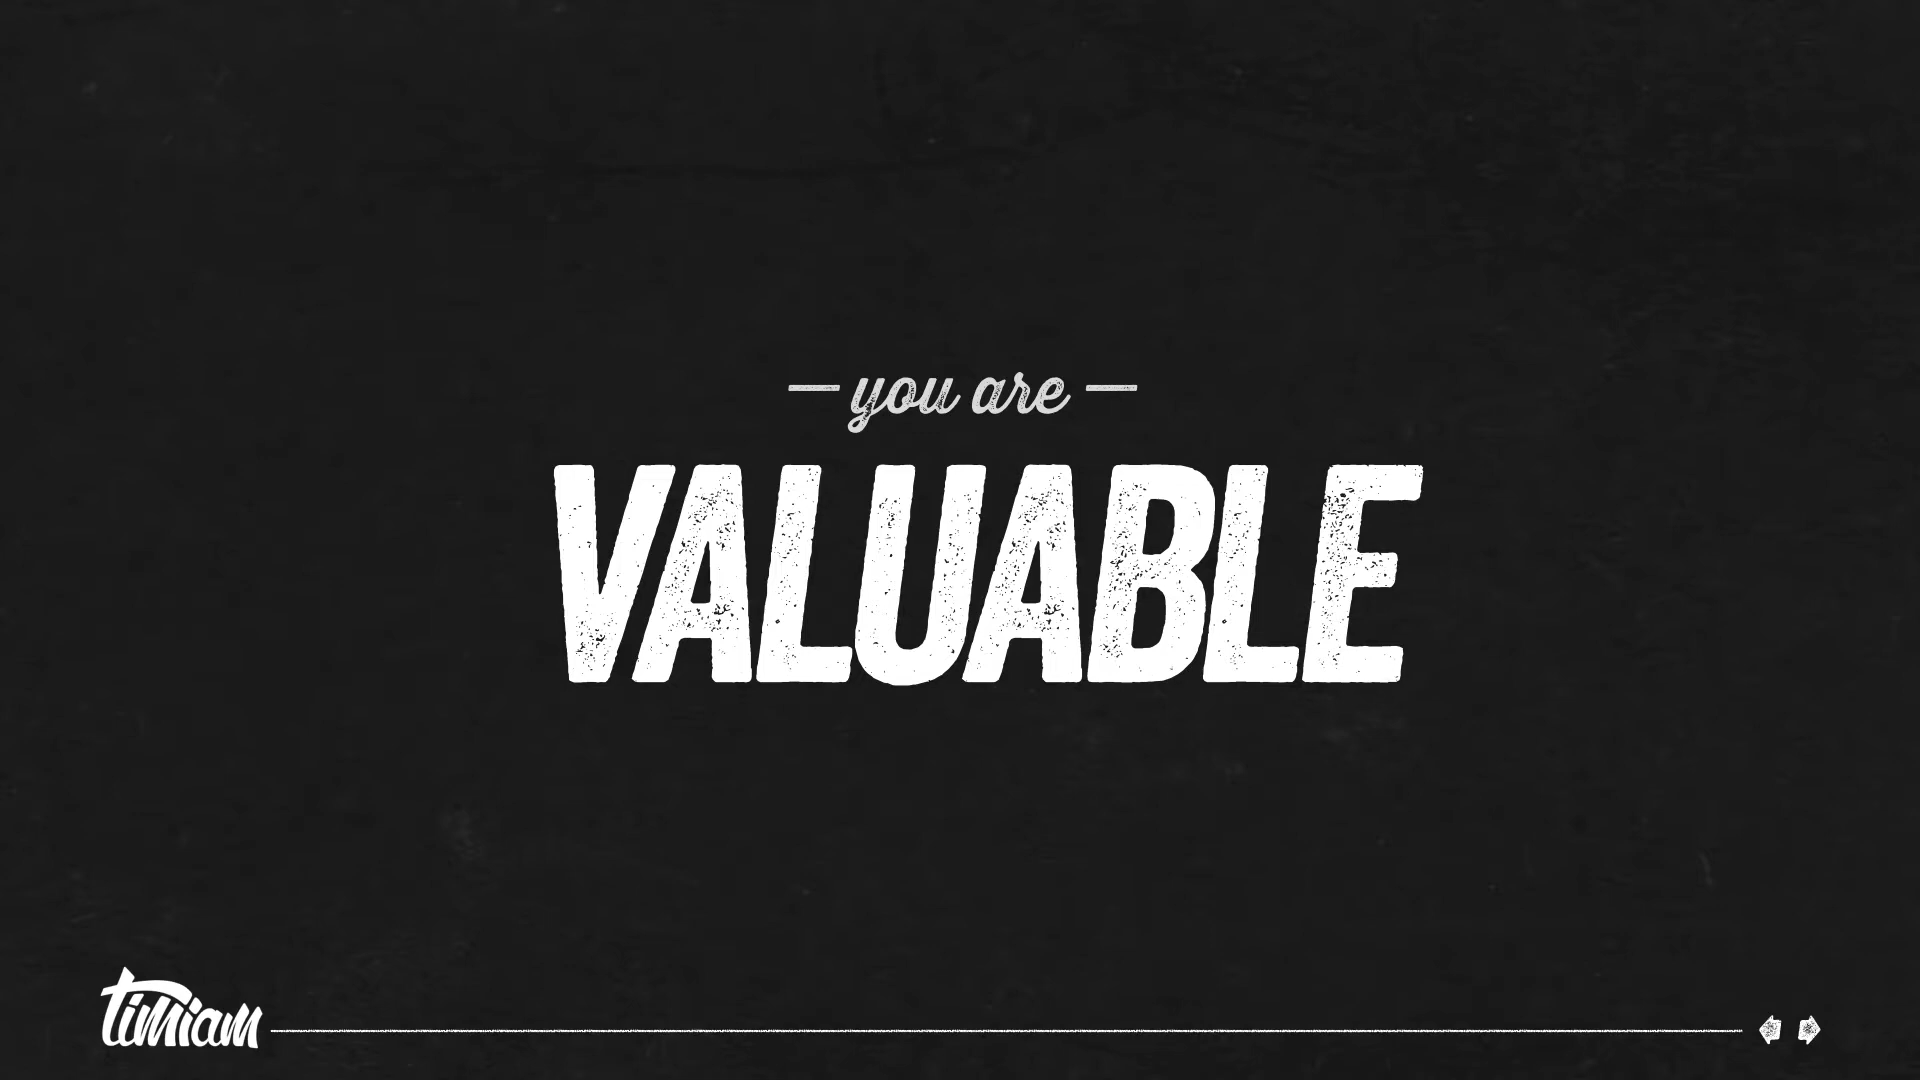 — you are —
VALUABLE
timiam